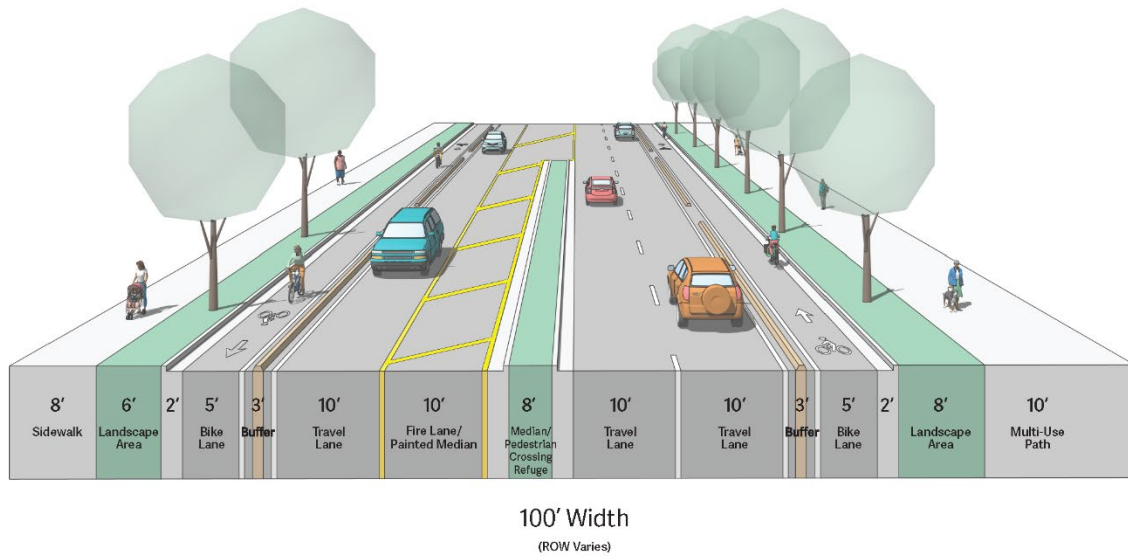 8’
Sidewalk
6’
Landscape
Area
2’
5’
Bike
Lane
3’
Buffer
10’
Travel
Lane
10’
Fire Lane/
Painted Median
8’
Median/
Pedestrian
Crossing
Refuge
10’
Travel
Lane
10’
Travel
Lane
3’
Buffer
5’
Bike
Lane
2’
8’
Landscape
Area
10’
Multi-Use
Path
100’ Width
(ROW Varies)